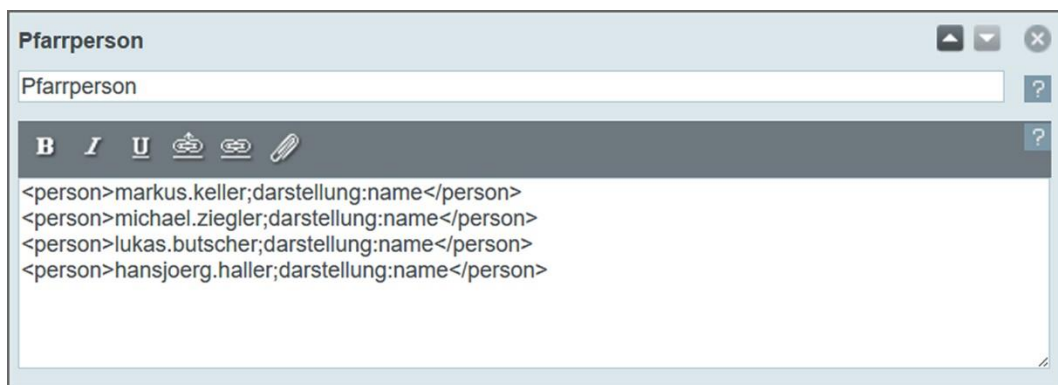 Pfarrperson
Pfarrperson
?
B I U
?
<person>markus.keller;darstellung:name</person>
<person>michael.ziegler;darstellung:name</person>
<person>lukas.butscher;darstellung:name</person>
<person>hansjoerg.haller;darstellung:name</person>